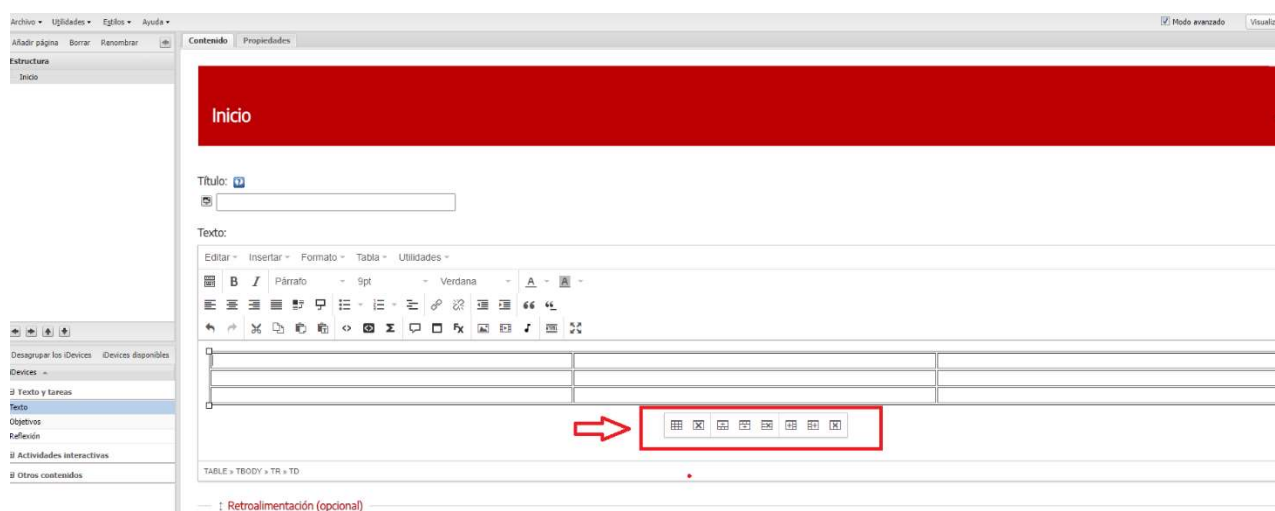 Archivo Utilidades Estilos Ayuda
Modo avanzado
Visualiz
Añadir página Borrar Renombrar
Contenido Propiedades
Estructura
Inicio
Inicio
Título:
Texto:
Editar Insertar Formato Tabla Utilidades
B I Párrafo 9pt Verdana A A
Desagrupar los iDevices iDevices disponibles
iDevices
Texto y tareas
Texto
Objetivos
Reflexión
Actividades interactivas
Otros contenidos
TABLE » TBODY » TR » TD
Retroalimentación (opcional)